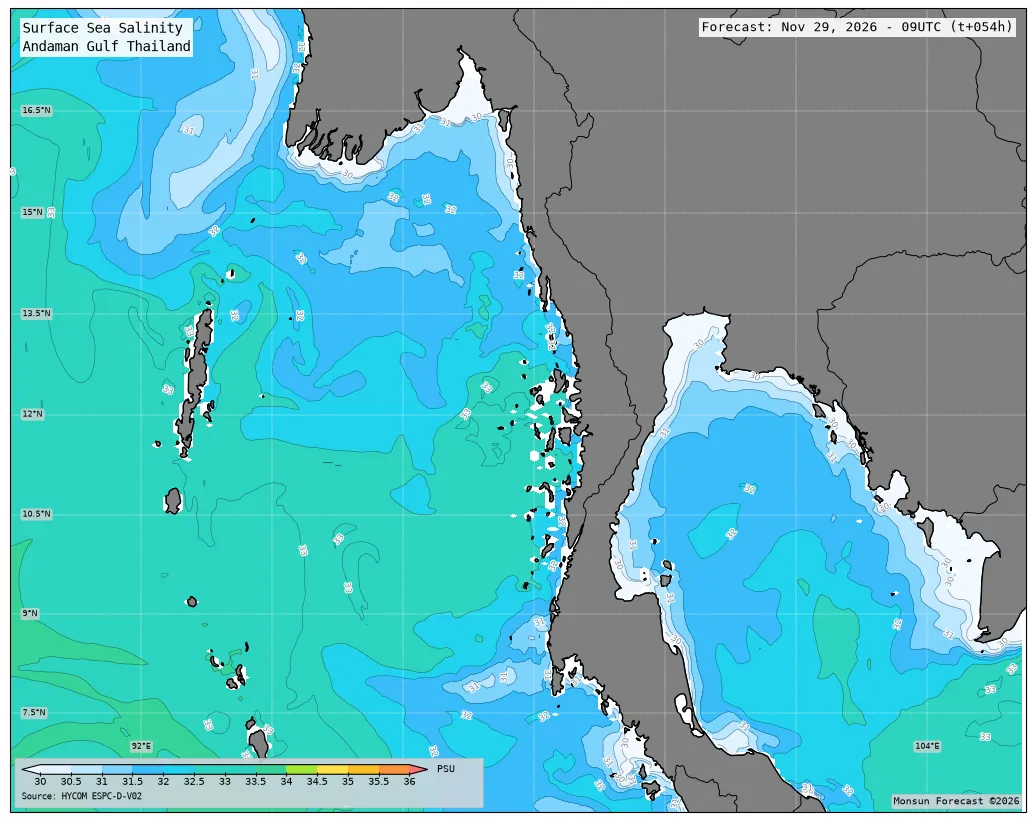 Surface Sea Salinity
Andaman Gulf Thailand
Forecast: Nov 29, 2026 - 09UTC (t+054h)
16.5°N
15°N
13.5°N
12°N
10.5°N
9°N
7.5°N
92°E
104°E
PSU
30 30.5 31 31.5 32 32.5 33 33.5 34 34.5 35 35.5 36
Source: HYCOM ESPC-D-V02
Monsun Forecast ©2026